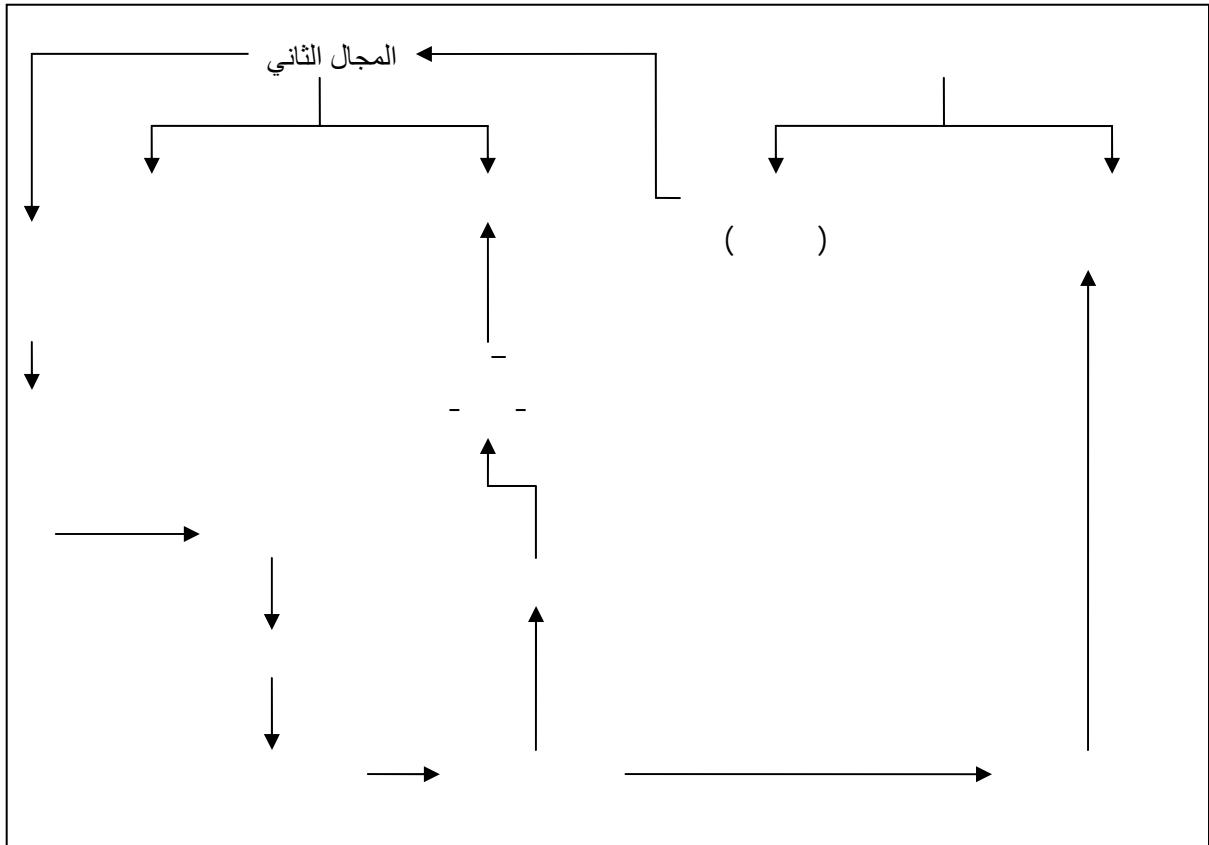 المجال الثاني
( )
–
- -